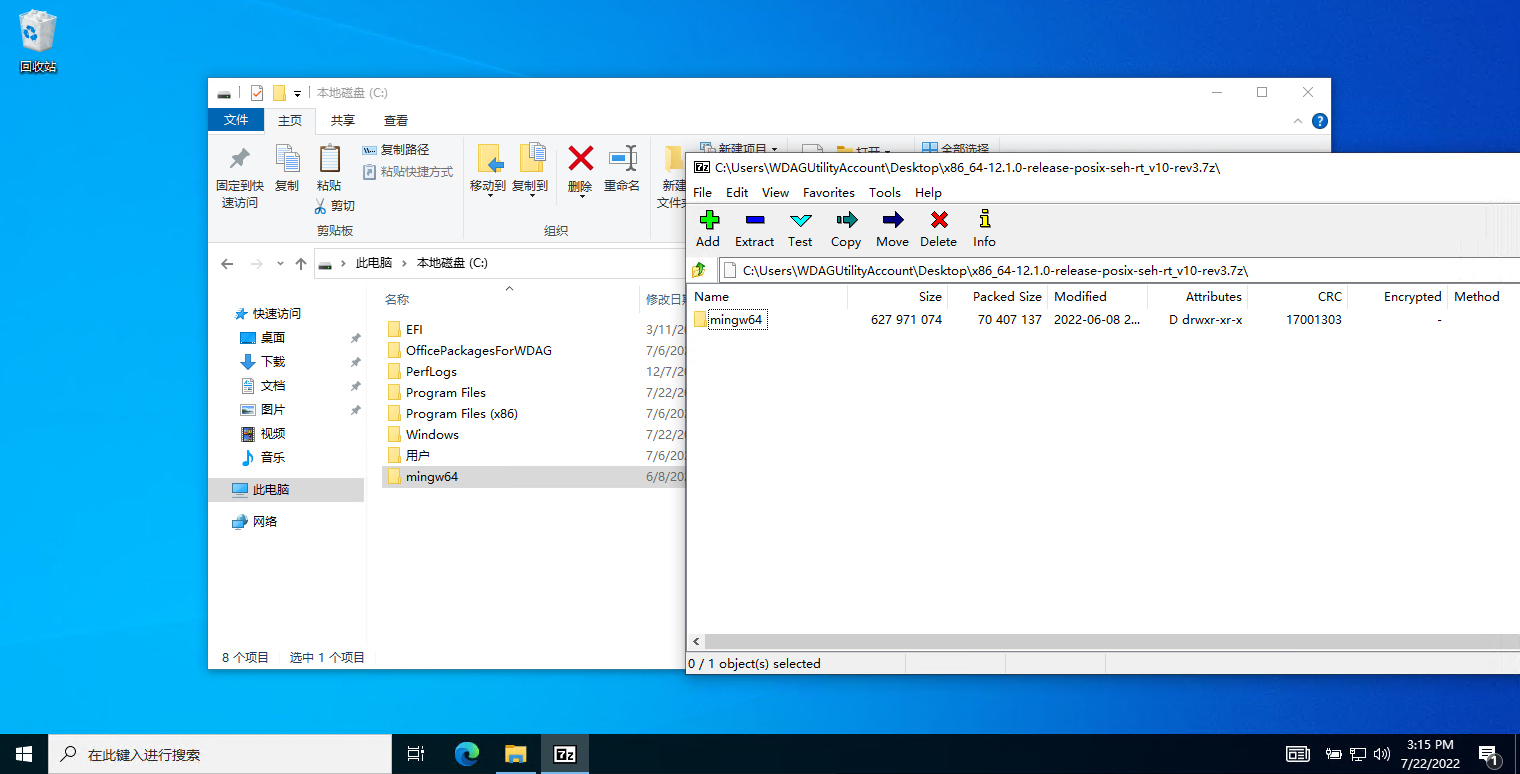 回收站
本地磁盘 (C:)
文件 主页 共享 查看
固定到快速访问
复制
粘贴
复制路径
粘贴快捷方式
剪切
剪贴板
移动到 复制到 删除 重命名
组织
新建
新建项目
打开
全部选择
此电脑 本地磁盘 (C:)
名称
EFI 3/11/20
OfficePackagesForWDAG 7/6/20
PerfLogs 12/7/
Program Files 7/22/20
Program Files (x86) 7/6/20
Windows 7/22/20
用户 7/6/20
mingw64 6/8/20
快速访问
桌面
下载
文档
图片
视频
音乐
此电脑
网络
8 个项目 选中 1 个项目
7z C:\Users\WDAGUtilityAccount\Desktop\x86_64-12.1.0-release-posix-seh-rt_v10-rev3.7z\
File Edit View Favorites Tools Help
Add Extract Test Copy Move Delete Info
C:\Users\WDAGUtilityAccount\Desktop\x86_64-12.1.0-release-posix-seh-rt_v10-rev3.7z\
Name Size Packed Size Modified Attributes CRC Encrypted Method
mingw64 627 971 074 70 407 137 2022-06-08 2... D drwxr-xr-x 17001303 -
0 / 1 object(s) selected
在此键入进行搜索
7z
3:15 PM
7/22/2022
1